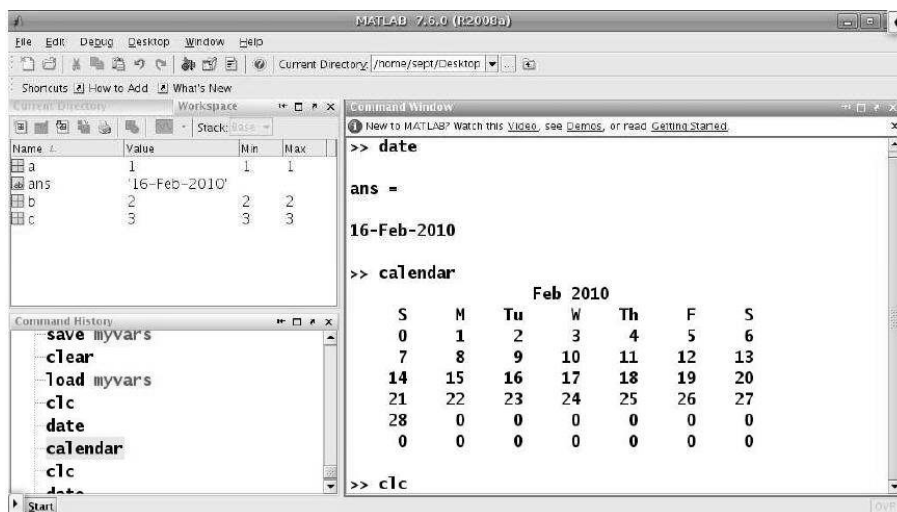 MATLAB 7.6.0 (R2008a)
File Edit Debug Desktop Window Help
Current Directory: /home/sept/Desktop
Shortcuts How to Add What's New
Current Directory Workspace
Stack: Base
Name Value Min Max
a 1 1 1
ans '16-Feb-2010'
b 2 2 2
c 3 3 3
Command History
save myvars
clear
load myvars
clc
date
calendar
clc
date
Start
Command Window
New to MATLAB? Watch this Video, see Demos, or read Getting Started.
>> date
ans =
16-Feb-2010
>> calendar
Feb 2010
S M Tu W Th F S
0 1 2 3 4 5 6
7 8 9 10 11 12 13
14 15 16 17 18 19 20
21 22 23 24 25 26 27
28 0 0 0 0 0 0
0 0 0 0 0 0 0
>> clc
OVR